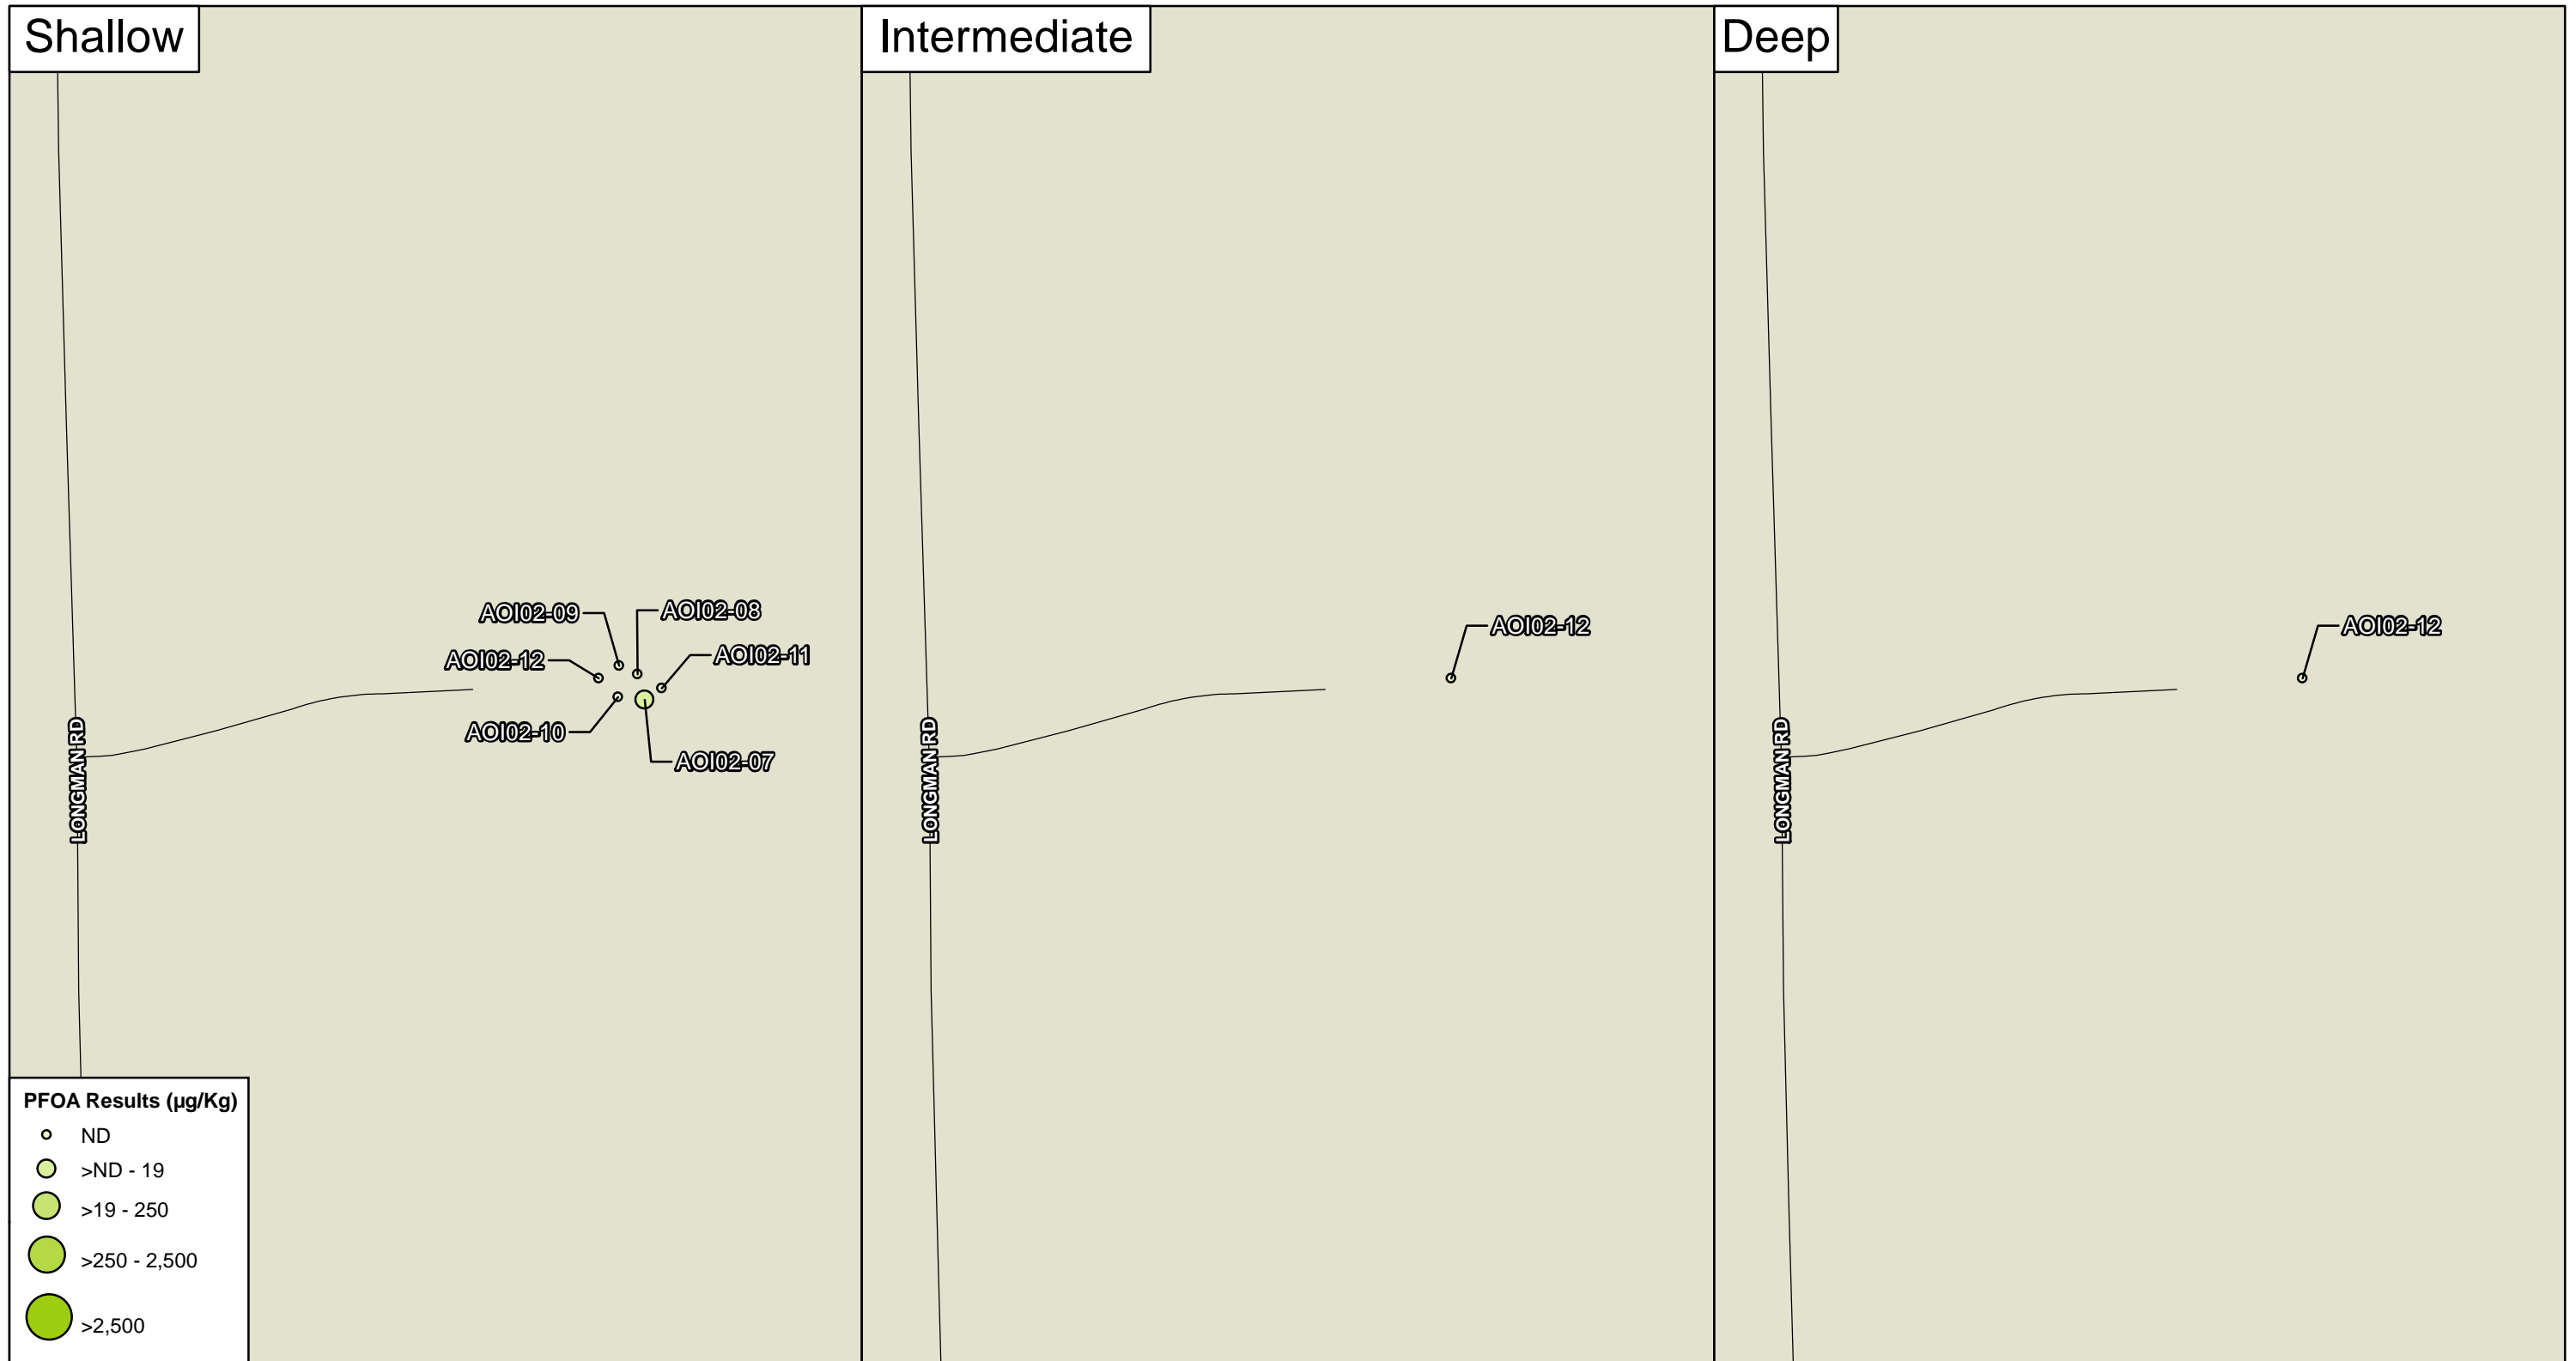 Shallow
Intermediate
Deep
AOI02-09
AOI02-08
AOI02-12
AOI02-11
AOI02-10
AOI02-07
LONGMAN RD
AOI02-12
LONGMAN RD
AOI02-12
LONGMAN RD
PFOA Results (µg/Kg)
ND
>ND - 19
>19 - 250
>250 - 2,500
>2,500